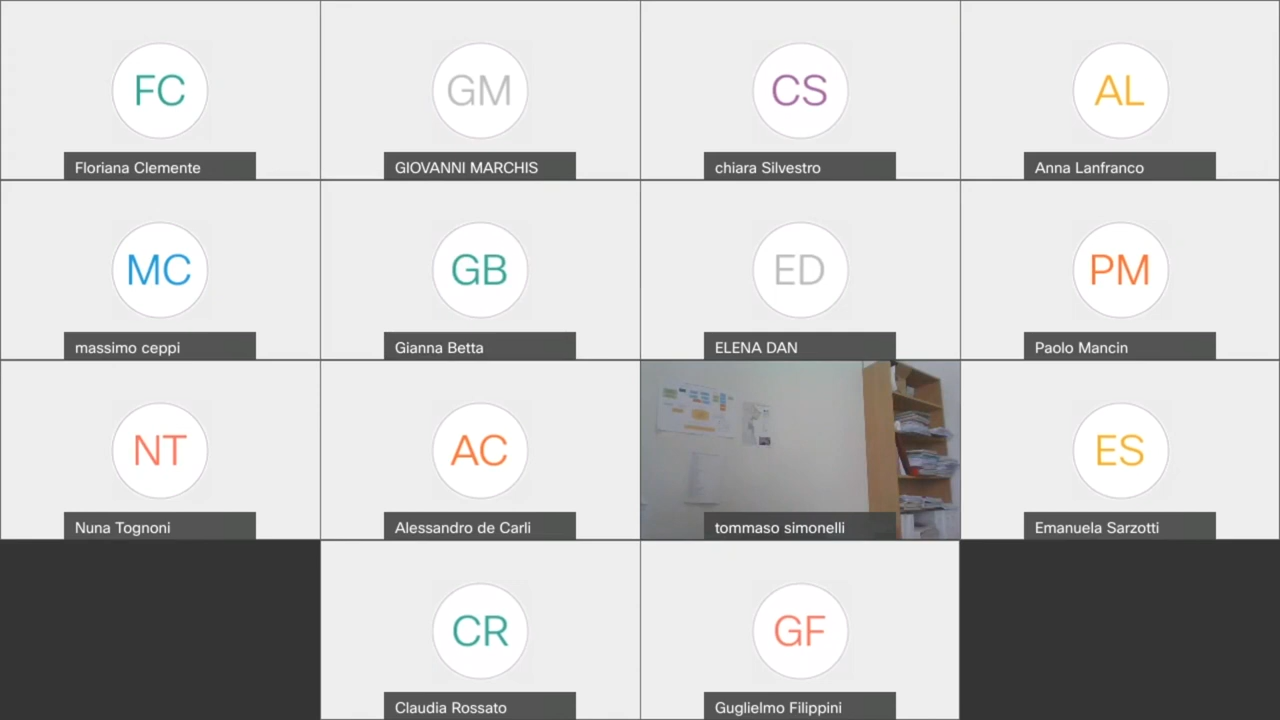 FC
GM
CS
AL
Floriana Clemente
GIOVANNI MARCHIS
chiara Silvestro
Anna Lanfranco
MC
GB
ED
PM
massimo ceppi
Gianna Betta
ELENA DAN
Paolo Mancin
NT
AC
ES
Nuna Tognoni
Alessandro de Carli
tommaso simonelli
Emanuela Sarzotti
CR
GF
Claudia Rossato
Guglielmo Filippini